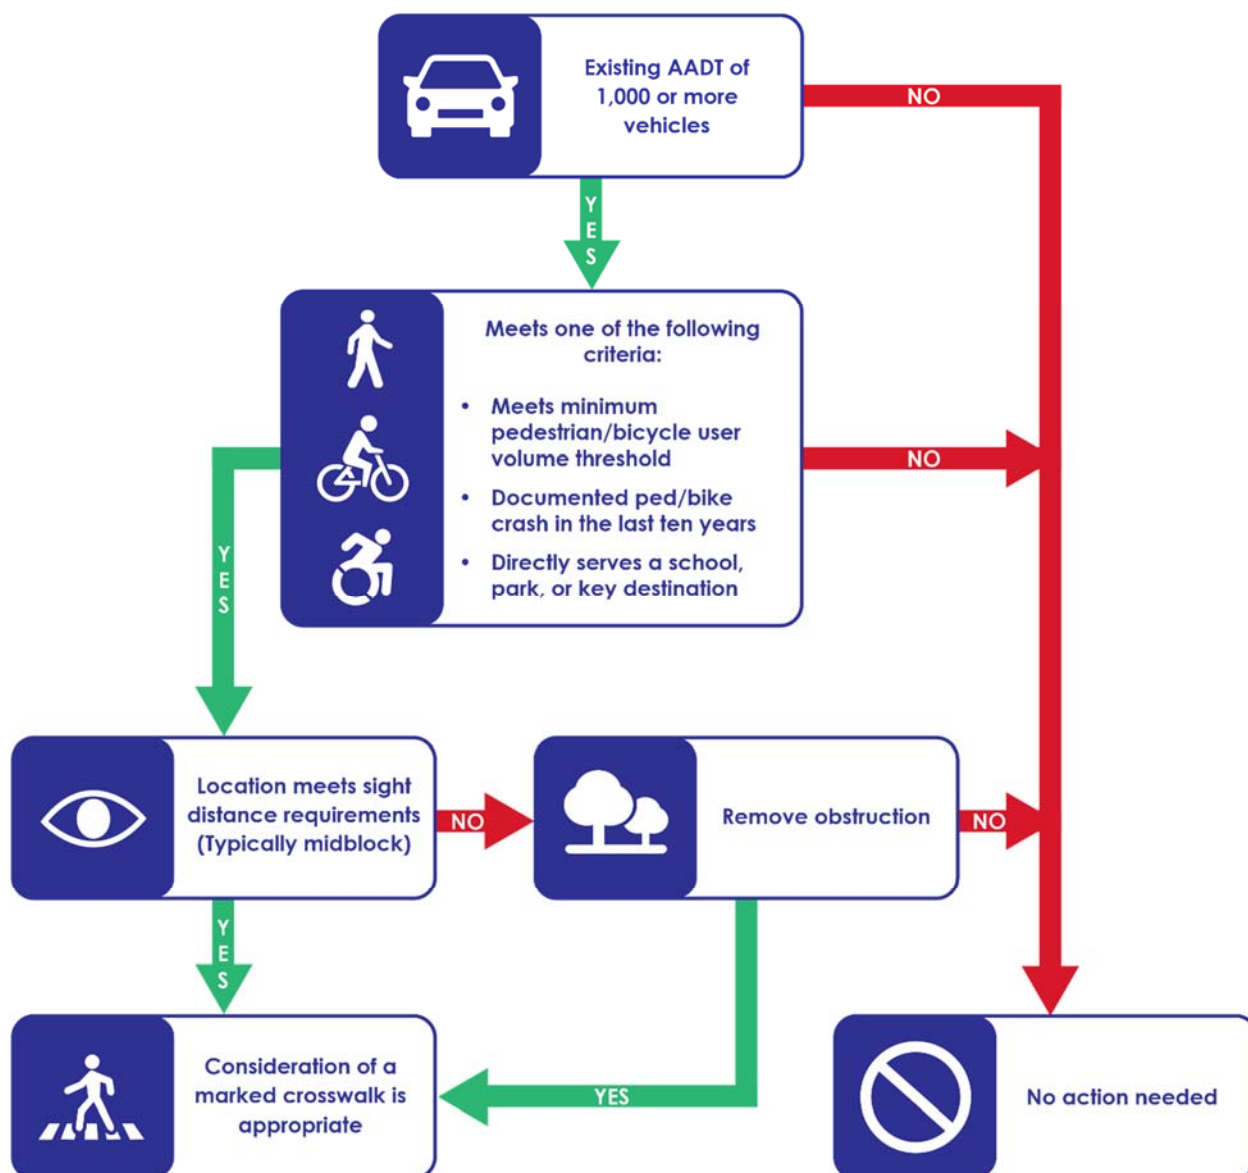 Existing AADT of
1,000 or more
vehicles
NO
YES
Meets one of the following
criteria:
• Meets minimum
pedestrian/bicycle user
volume threshold
• Documented ped/bike
crash in the last ten years
• Directly serves a school,
park, or key destination
NO
YES
Location meets sight
distance requirements
(Typically midblock)
NO
Remove obstruction
NO
YES
YES
Consideration of a
marked crosswalk is
appropriate
No action needed